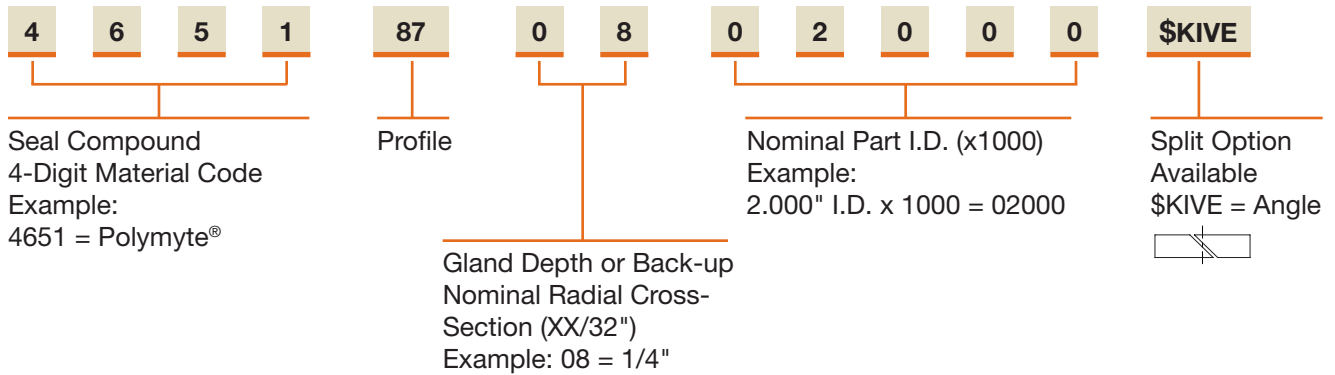 4 6 5 1 87 0 8 0 2 0 0 0 $KIVE
Seal Compound
4-Digit Material Code
Example:
4651 = Polymyte®
Profile
Gland Depth or Back-up
Nominal Radial Cross-
Section (XX/32")
Example: 08 = 1/4"
Nominal Part I.D. (x1000)
Example:
2.000" I.D. x 1000 = 02000
Split Option
Available
$KIVE = Angle